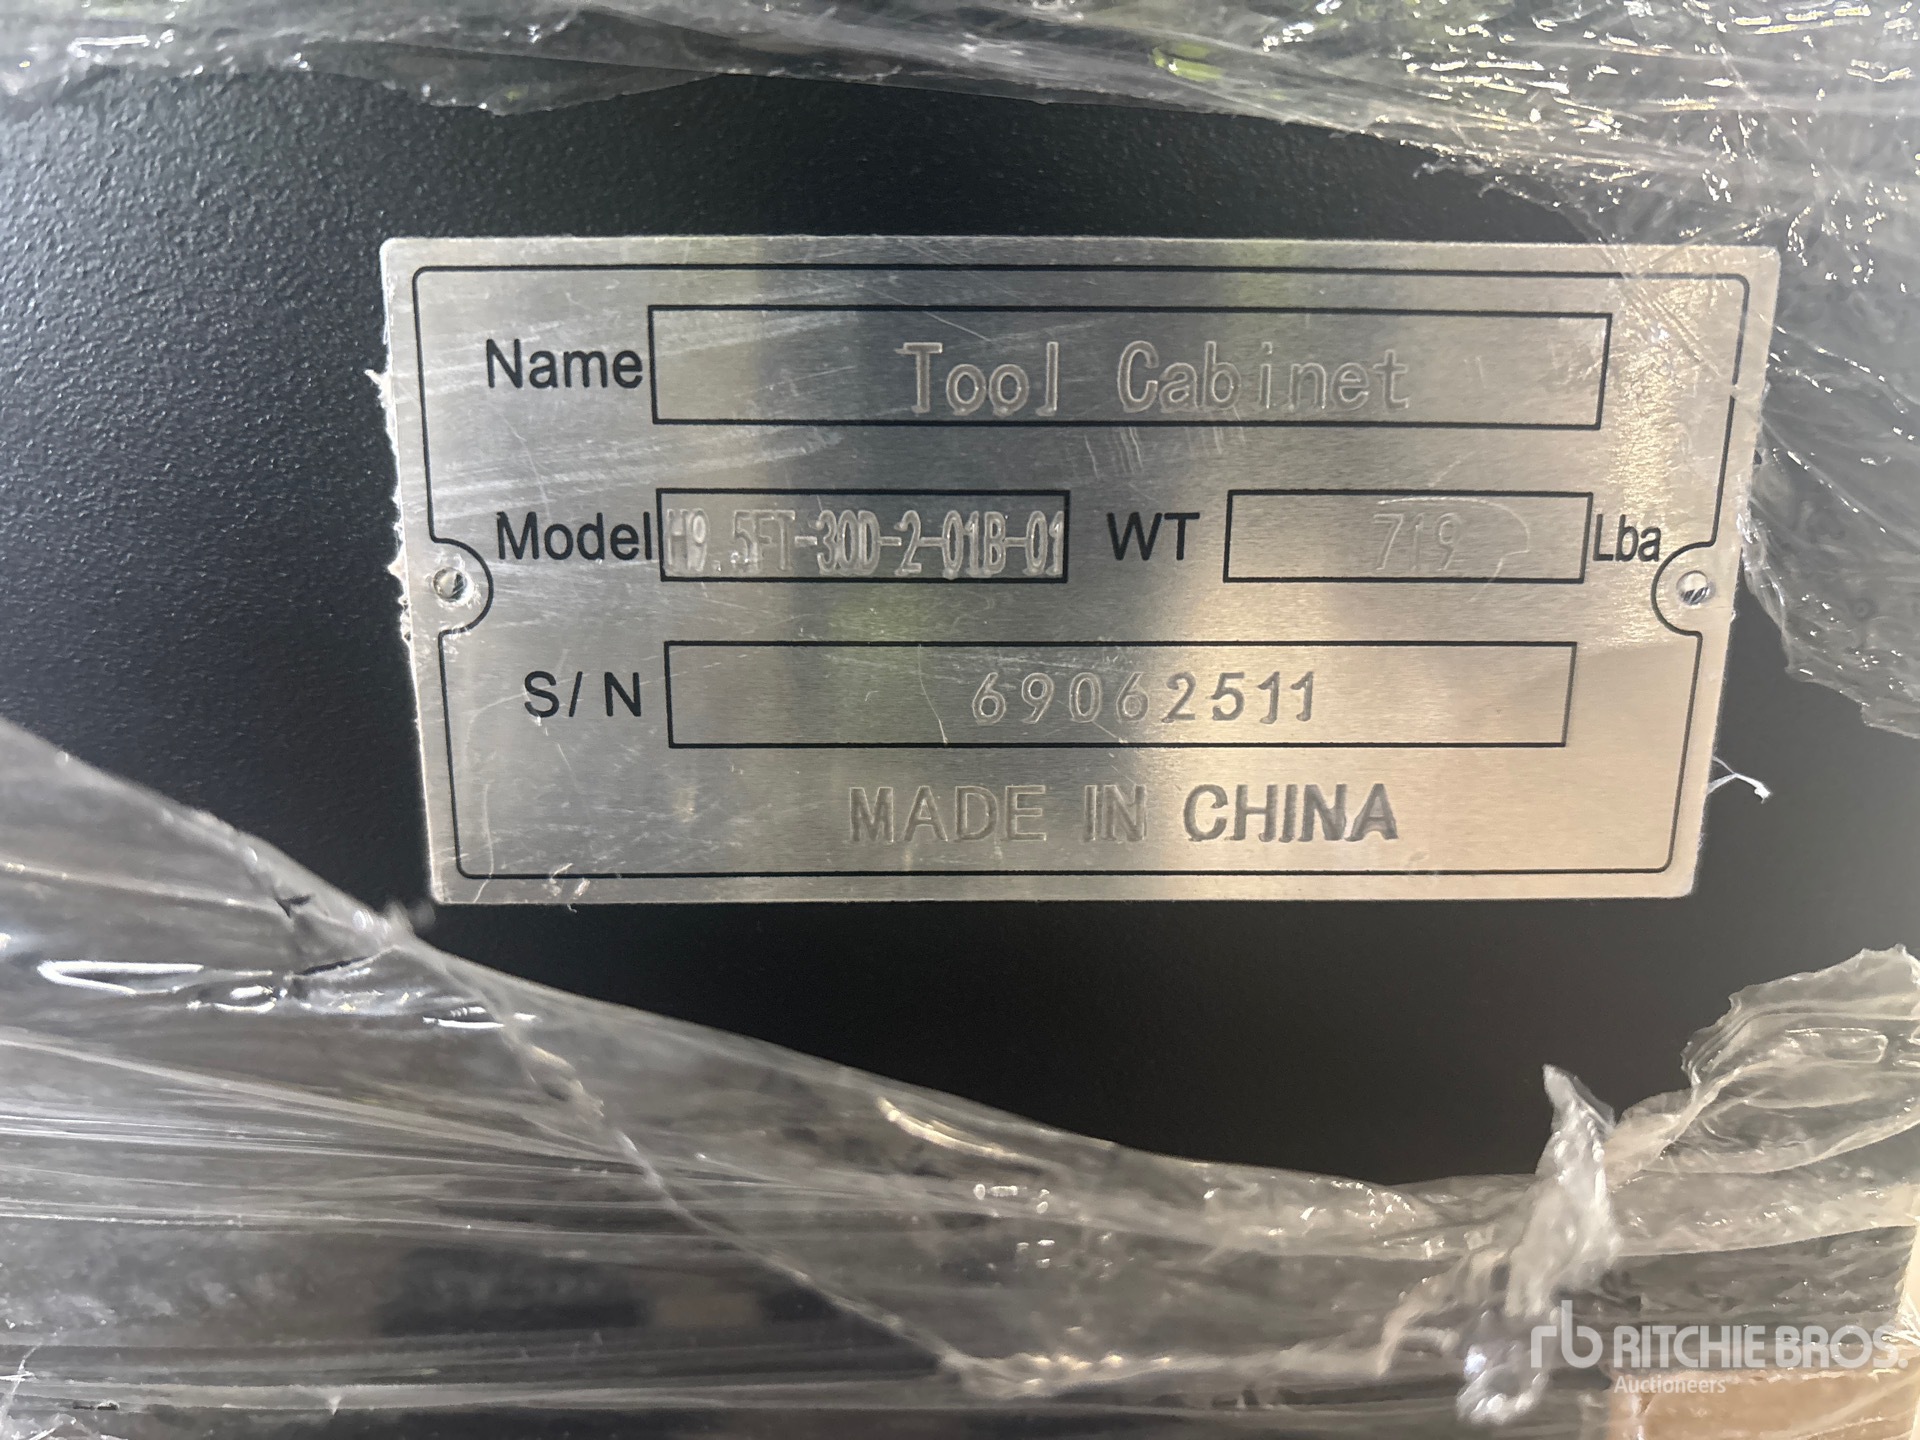 Name Tool Cabinet
Model H9.5FT-30D-2-01B-01 WT 719 Lba
S/N 69062511
MADE IN CHINA
rb RITCHIE BROS.
Auctioneers